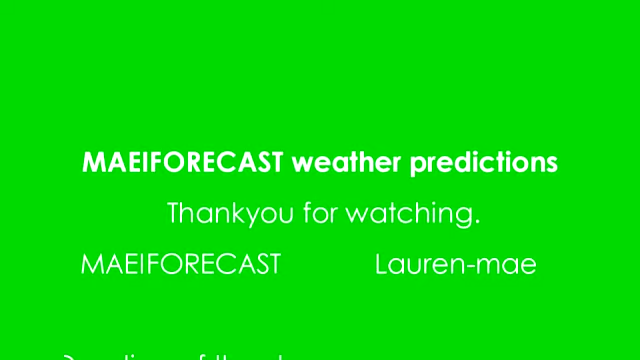 MAEIFORECAST weather predictions
Thankyou for watching.
MAEIFORECAST Lauren-mae